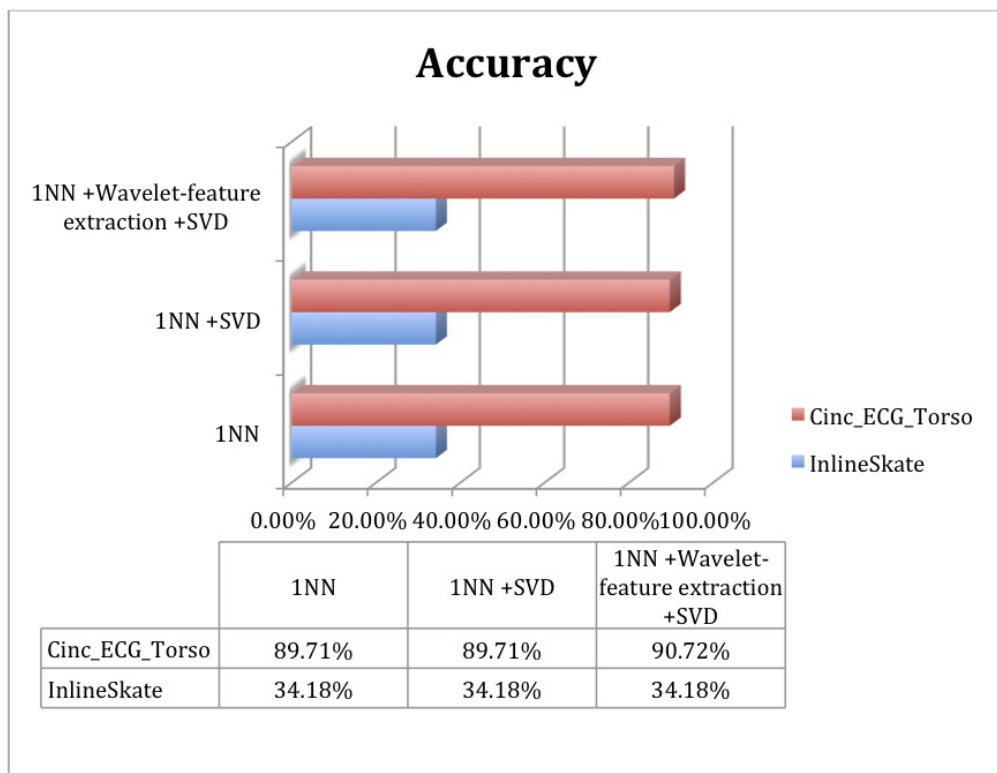 Accuracy
1NN +Wavelet-feature
extraction +SVD
1NN +SVD
1NN
Cinc_ECG_Torso
InlineSkate
0.00% 20.00% 40.00% 60.00% 80.00% 100.00%
1NN
1NN +SVD
1NN +Wavelet-
feature extraction
+SVD
Cinc_ECG_Torso 89.71% 89.71% 90.72%
InlineSkate 34.18% 34.18% 34.18%